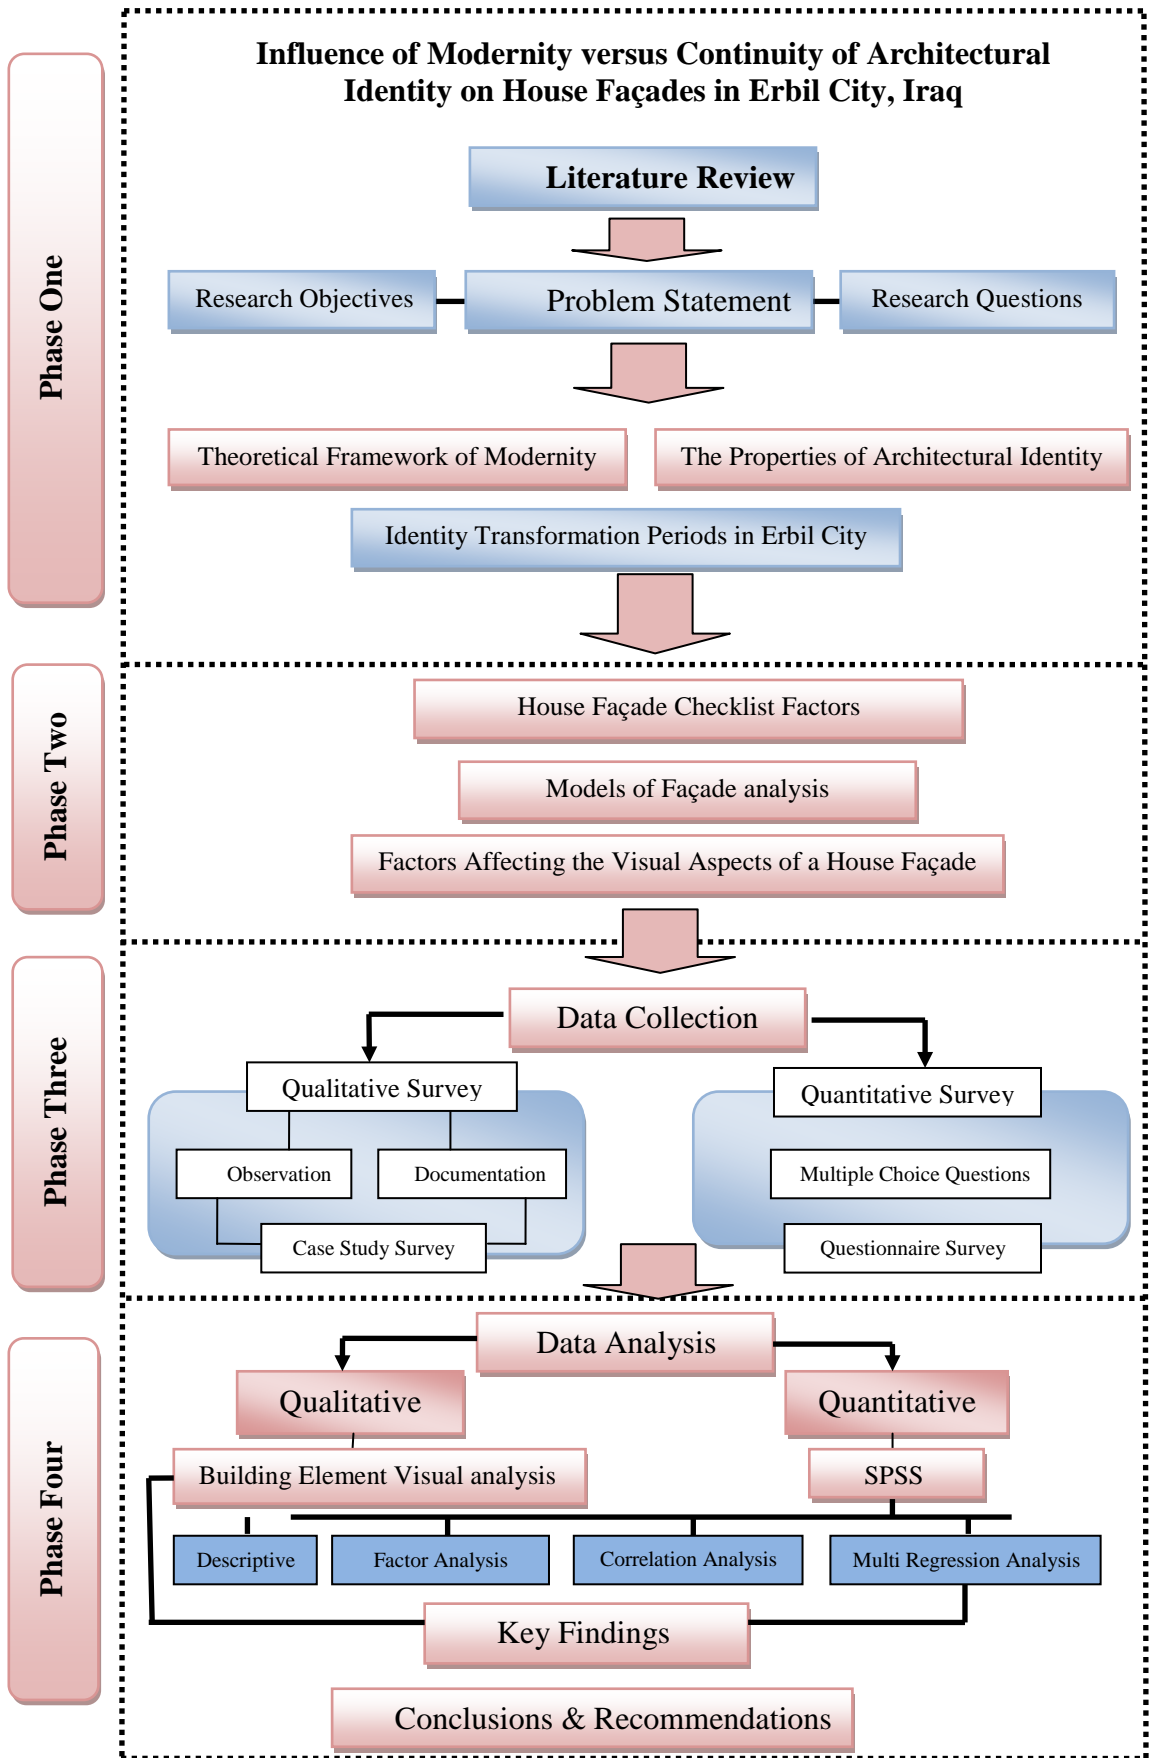 Influence of Modernity versus Continuity of Architectural
Identity on House Façades in Erbil City, Iraq
Phase One
Literature Review
Research Objectives
Problem Statement
Research Questions
Theoretical Framework of Modernity
The Properties of Architectural Identity
Identity Transformation Periods in Erbil City
Phase Two
House Façade Checklist Factors
Models of Façade analysis
Factors Affecting the Visual Aspects of a House Façade
Phase Three
Data Collection
Qualitative Survey
Quantitative Survey
Observation
Documentation
Multiple Choice Questions
Case Study Survey
Questionnaire Survey
Phase Four
Data Analysis
Qualitative
Quantitative
Building Element Visual analysis
SPSS
Descriptive
Factor Analysis
Correlation Analysis
Multi Regression Analysis
Key Findings
Conclusions & Recommendations